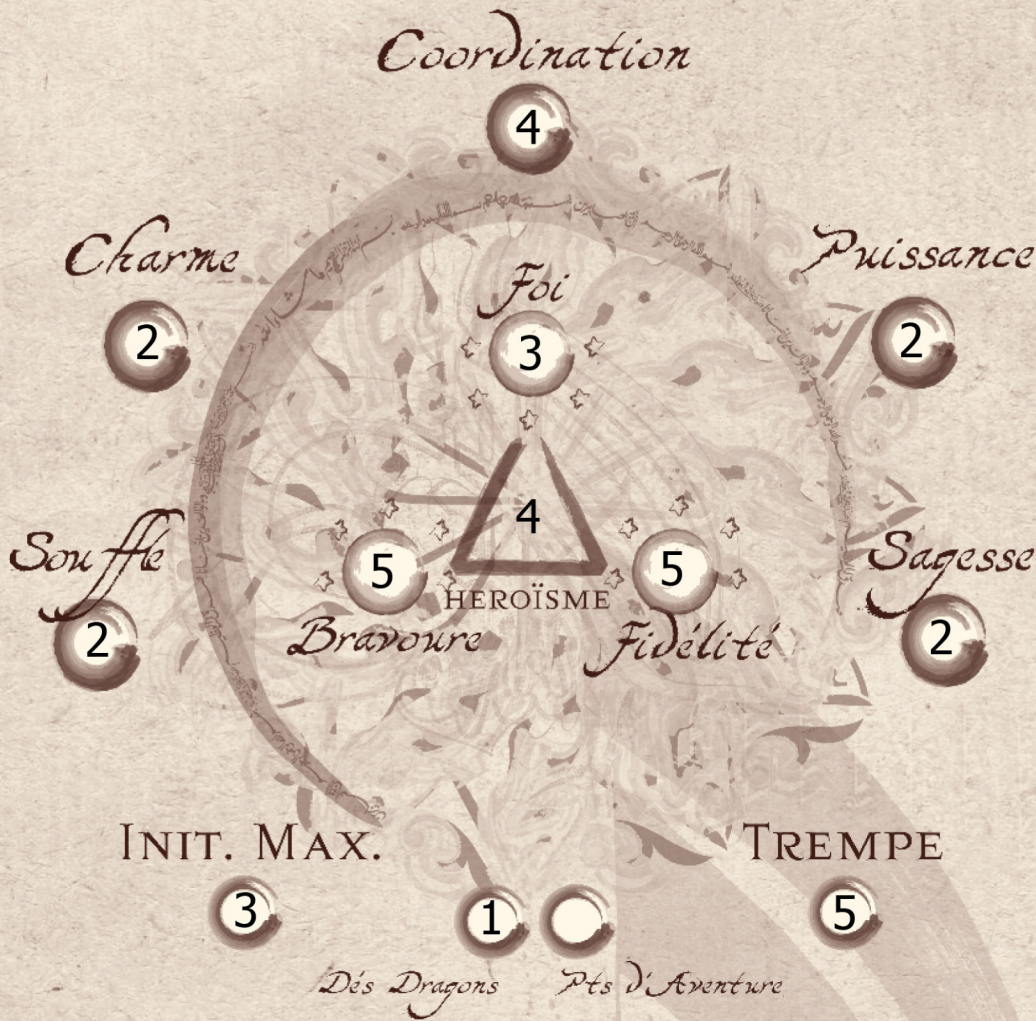 Coordination
4
Charme
Puissance
2
2
Foi
3
4
Souffle
Sagesse
5
5
HEROÏSME
2
2
Bravoure
Fidélité
INIT. MAX.
TREMPE
3
1
5
Dés Dragons
Pts d'Aventure